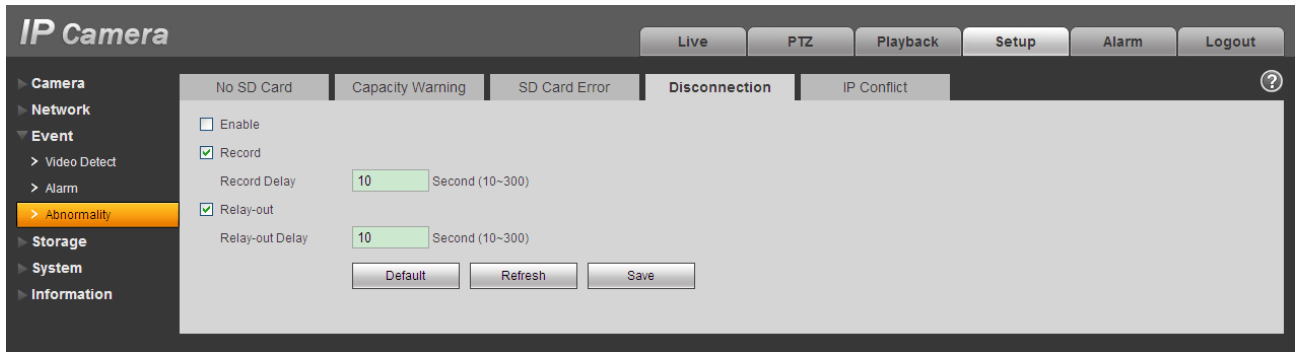 IP Camera
Live PTZ Playback Setup Alarm Logout
Camera
Network
Event
> Video Detect
> Alarm
> Abnormality
Storage
System
Information
No SD Card Capacity Warning SD Card Error Disconnection IP Conflict
?
Enable
Record
Record Delay 10 Second (10~300)
Relay-out
Relay-out Delay 10 Second (10~300)
Default Refresh Save